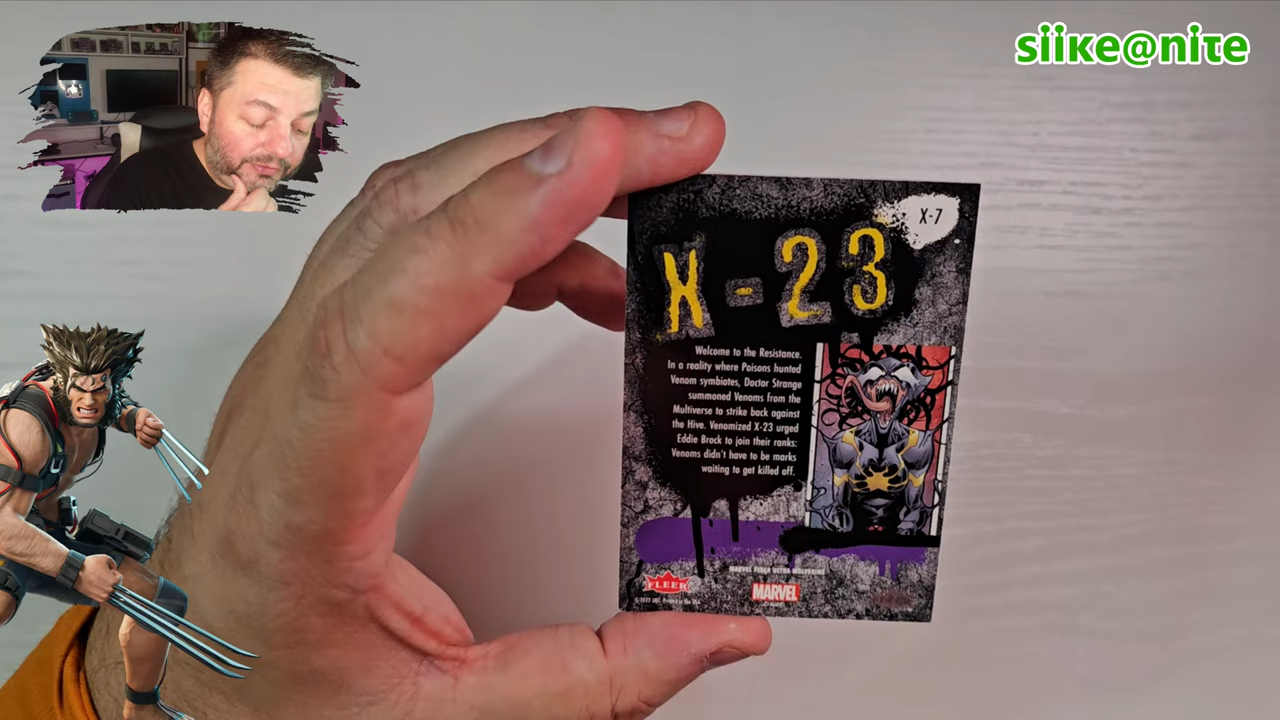 siike@nite
X-7
X-23
Welcome to the Resistance.
In a reality where Poisons hunted
Venom symbiotes, Doctor Strange
summoned Venoms from the
Multiverse to strike back against
the Hive. Venomized X-23 urged
Eddie Brock to join their ranks:
Venoms didn't have to be marks
waiting to get killed off.
MARVEL FLEER ULTRA WOLVERINE
FLEER
MARVEL